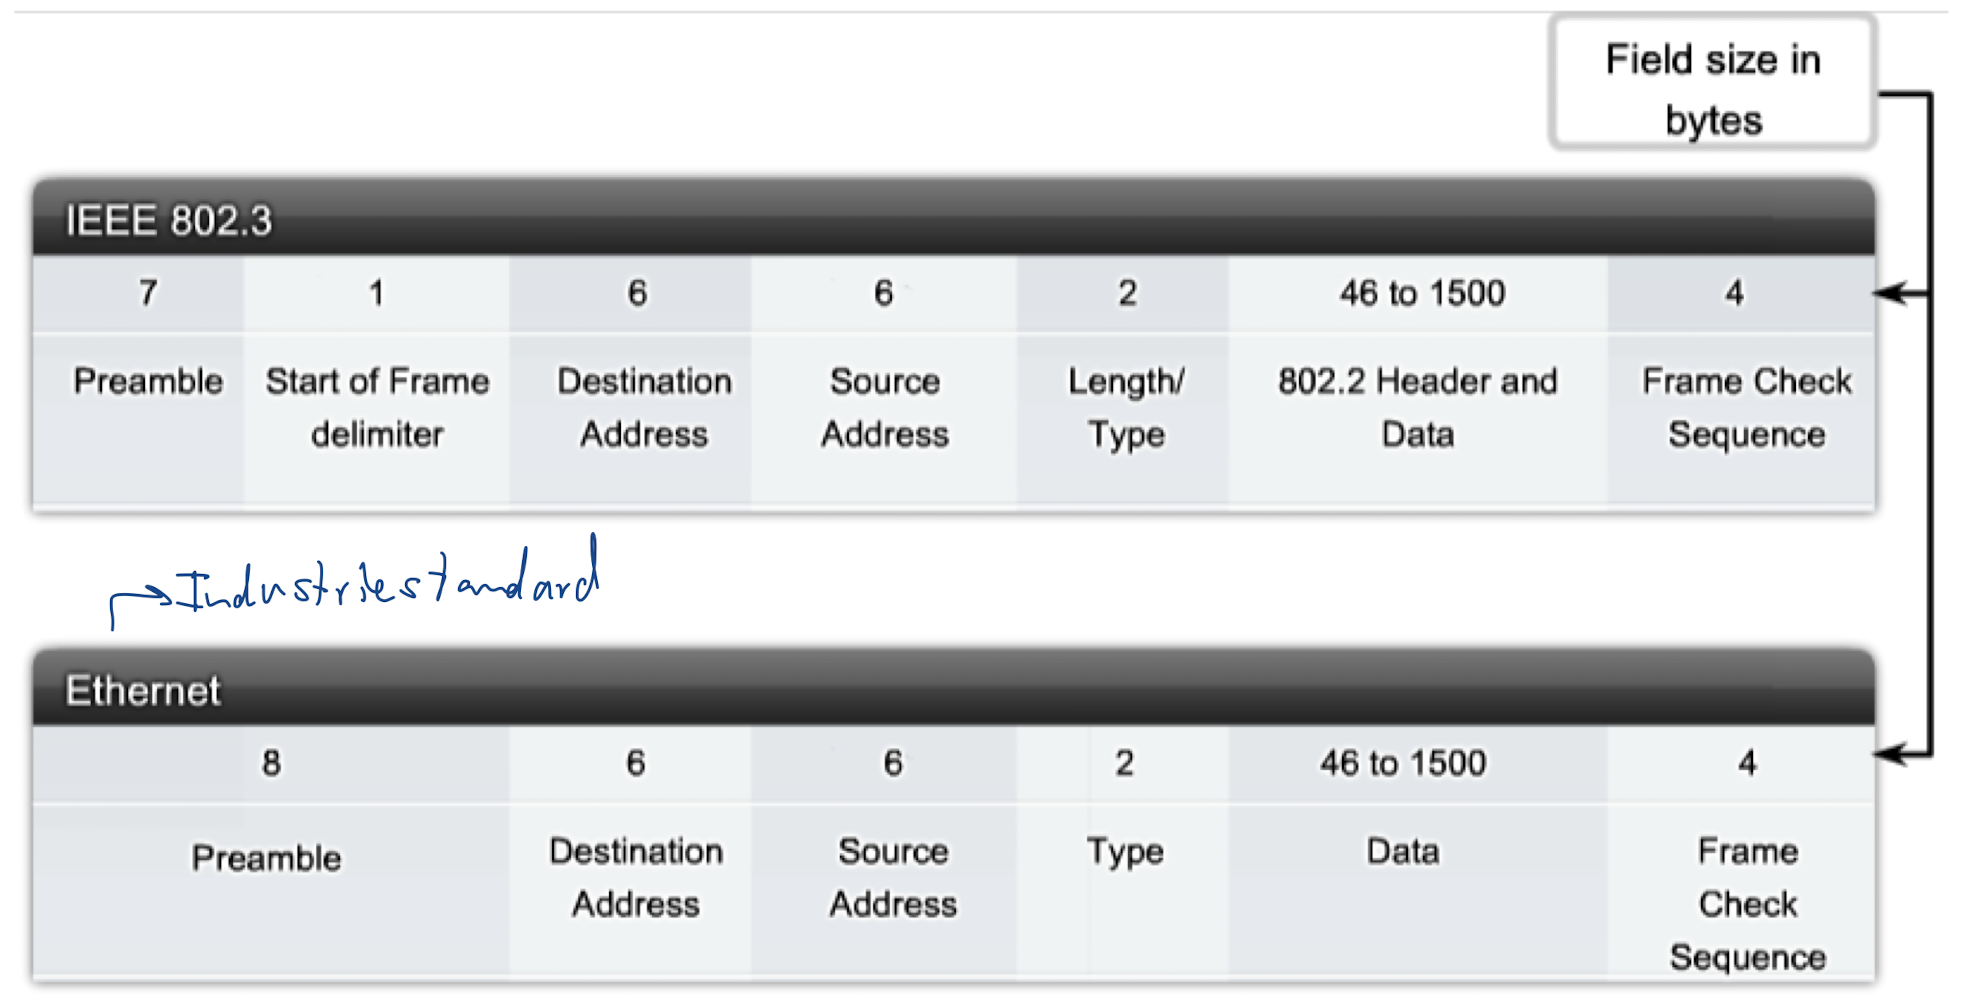 Field size in
bytes
IEEE 802.3
7 1 6 6 2 46 to 1500 4
Preamble Start of Frame Destination Source Length/ 802.2 Header and Frame Check
delimiter Address Address Type Data Sequence
Industriestandard
Ethernet
8 6 6 2 46 to 1500 4
Preamble Destination Source Type Data Frame
Address Address Check
Sequence